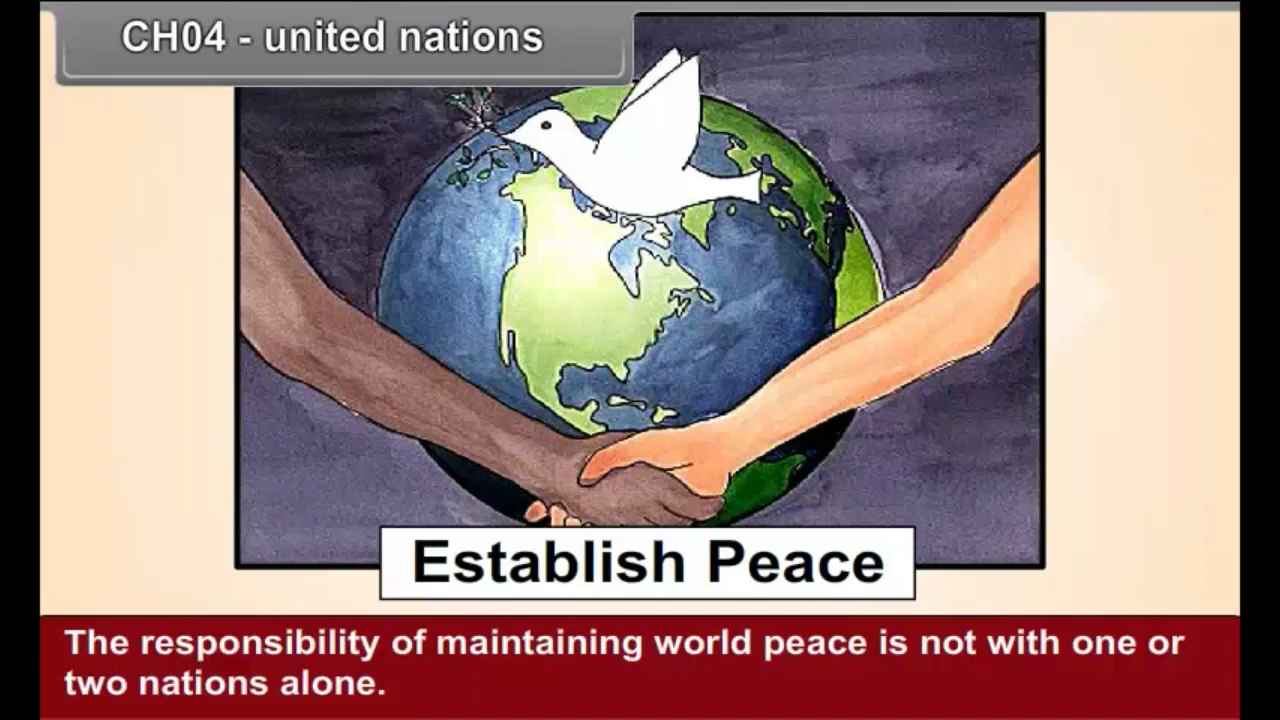 CH04 - united nations
Establish Peace
The responsibility of maintaining world peace is not with one or
two nations alone.